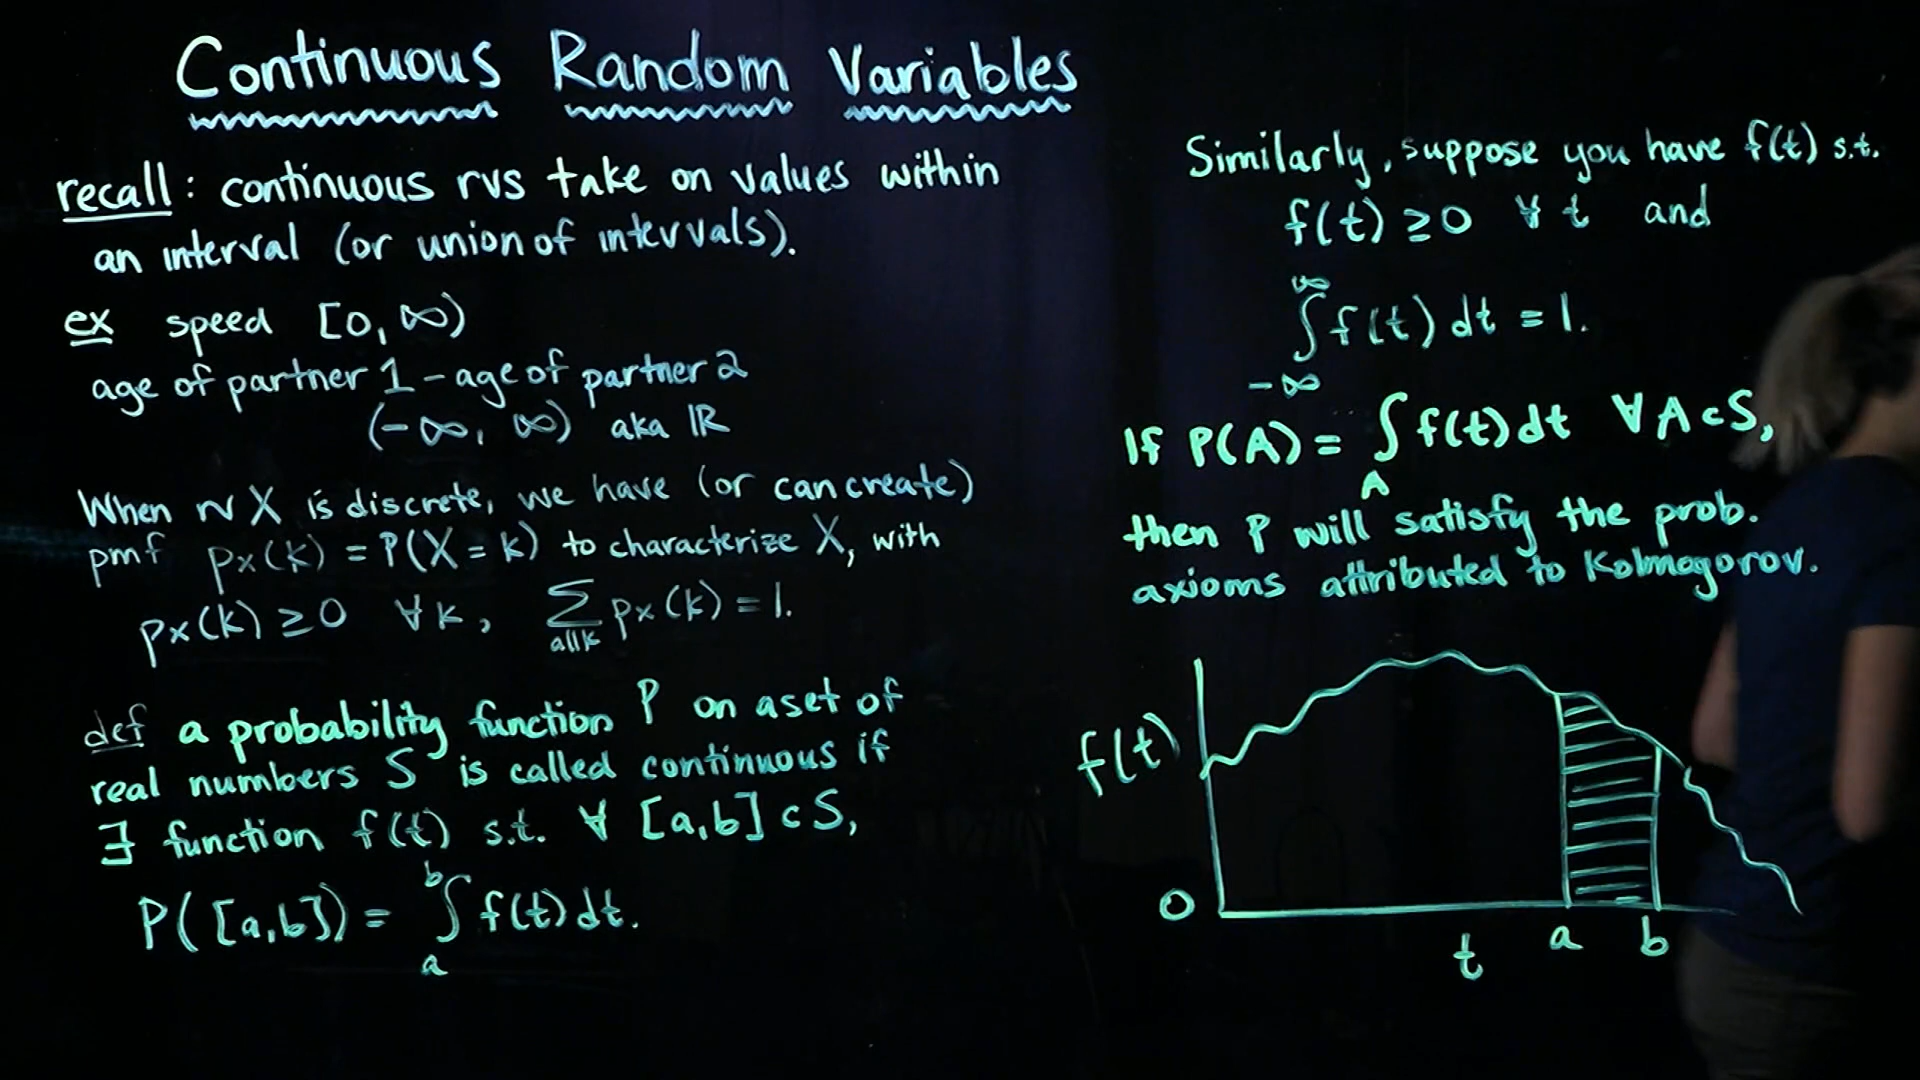 Continuous Random Variables
recall: continuous rvs take on values within
an interval (or union of intervals).
ex speed [0, ∞)
age of partner 1 - age of partner 2
(-∞, ∞) aka ℝ
When rv X is discrete, we have (or can create)
pmf pₓ(k) = P(X = k) to characterize X, with
pₓ(k) ≥ 0 ∀ k, ∑ pₓ(k) = 1.
all k
def a probability function P on a set of
real numbers S is called continuous if
∃ function f(t) s.t. ∀ [a,b] ⊂ S,
P([a,b]) = ∫ₐᵇ f(t) dt.
Similarly, suppose you have f(t) s.t.
f(t) ≥ 0 ∀ t and
∞
∫ f(t) dt = 1.
-∞
If P(A) = ∫ f(t) dt ∀ A ⊂ S,
A
then P will satisfy the prob.
axioms attributed to Kolmogorov.
f(t)
0
t a b